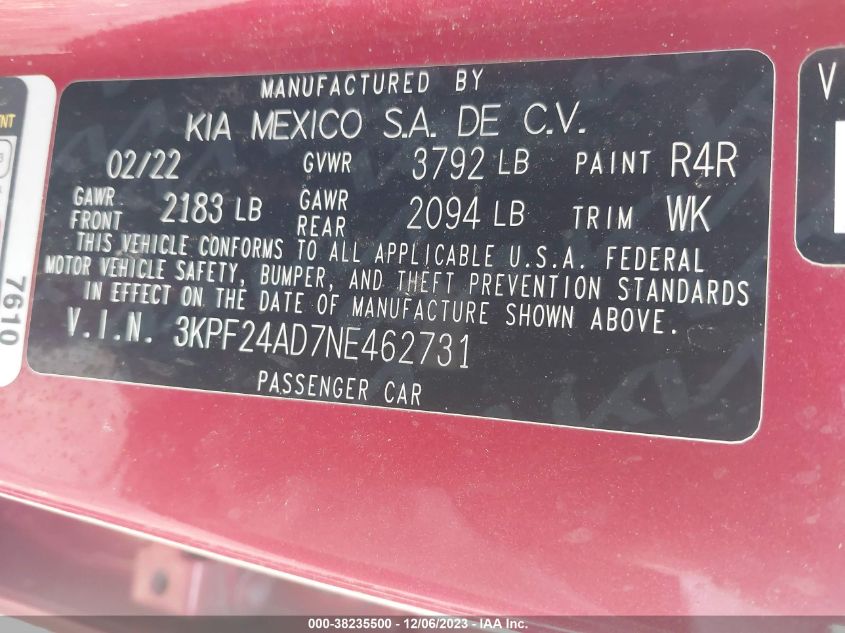 MANUFACTURED BY
KIA MEXICO S.A. DE C.V.
02/22 GVWR 3792 LB PAINT R4R
GAWR FRONT 2183 LB GAWR REAR 2094 LB TRIM WK
THIS VEHICLE CONFORMS TO ALL APPLICABLE U.S.A. FEDERAL
MOTOR VEHICLE SAFETY, BUMPER, AND THEFT PREVENTION STANDARDS
IN EFFECT ON THE DATE OF MANUFACTURE SHOWN ABOVE.
V.I.N. 3KPF24AD7NE462731
PASSENGER CAR
7610
V
000-38235500 - 12/06/2023 - IAA Inc.